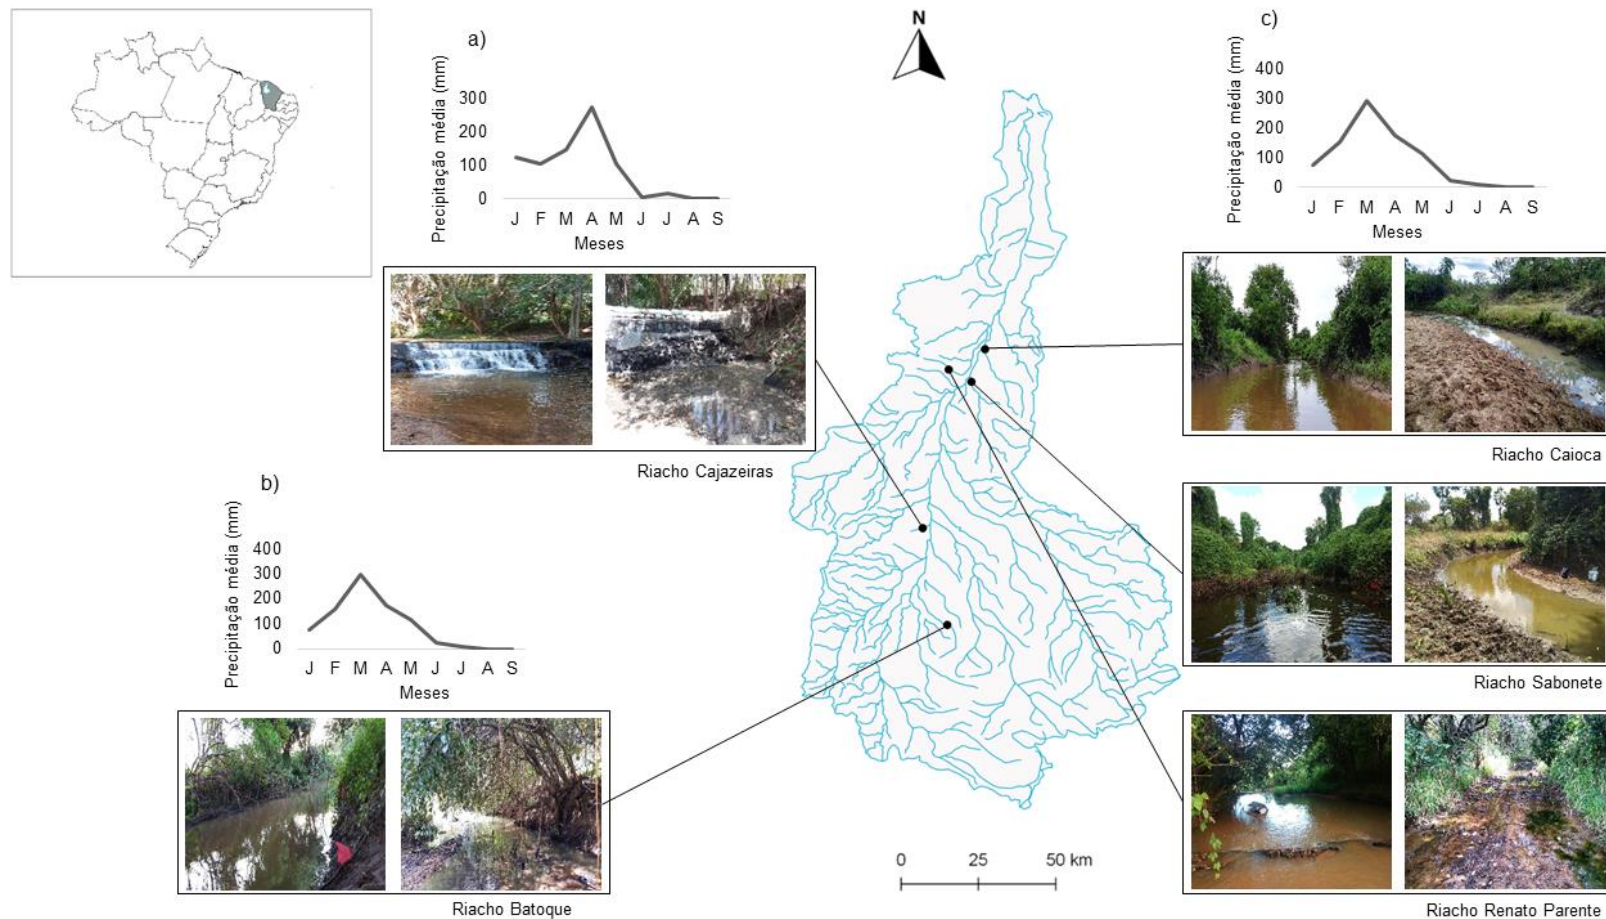 a)
Precipitação média (mm)
300
200
100
0
J F M A M J J A S
Meses
Riacho Cajazeiras
b)
Precipitação média (mm)
400
300
200
100
0
J F M A M J J A S
Meses
Riacho Batoque
N
0 25 50 km
c)
Precipitação média (mm)
400
300
200
100
0
J F M A M J J A S
Meses
Riacho Caioca
Riacho Sabonete
Riacho Renato Parente